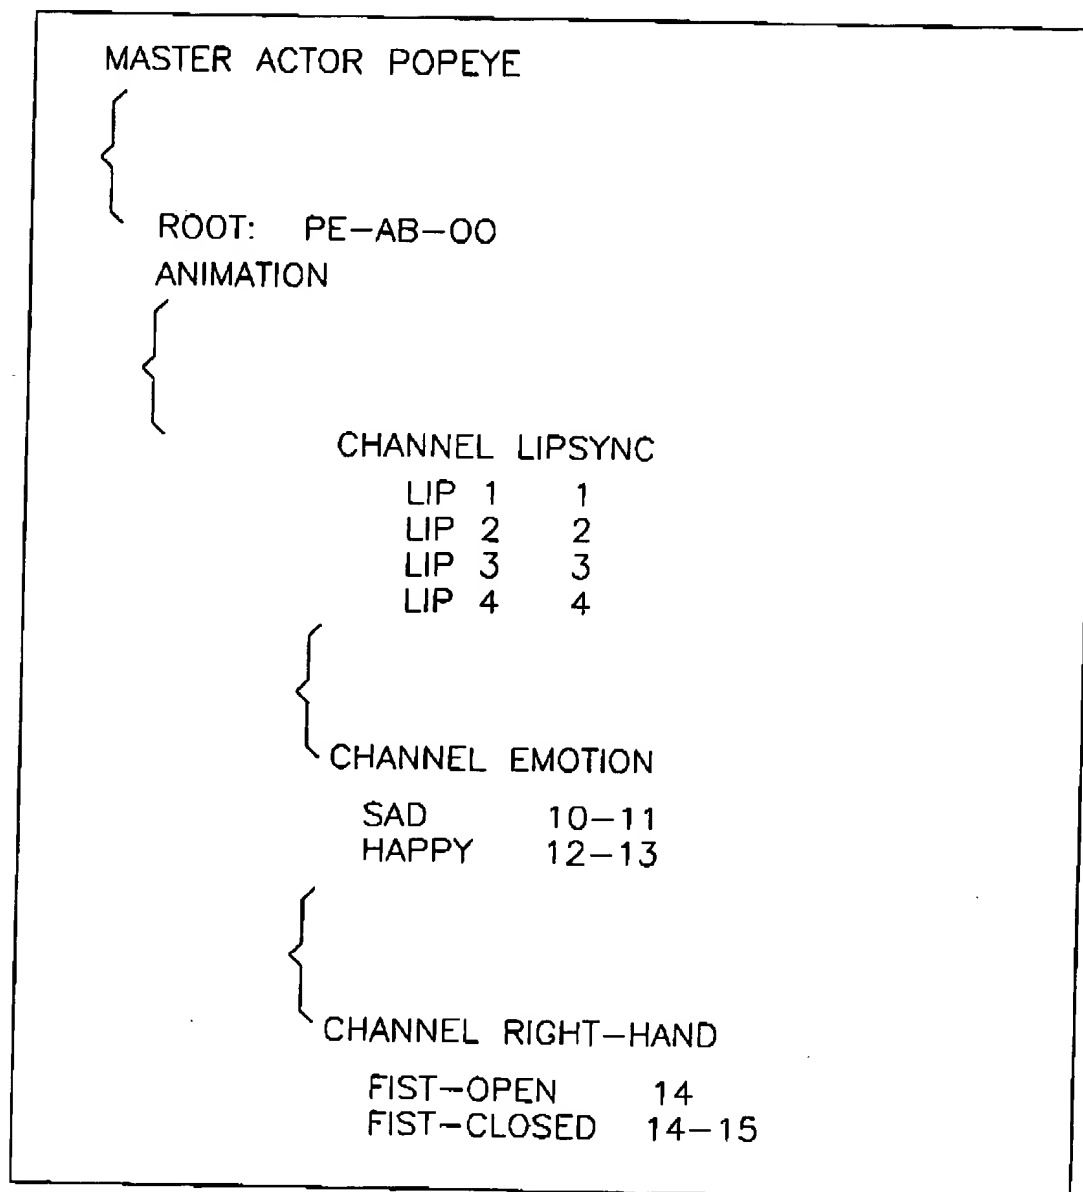 MASTER ACTOR POPEYE
{
ROOT: PE-AB-OO
ANIMATION
{
CHANNEL LIPSYNC
LIP 1 1
LIP 2 2
LIP 3 3
LIP 4 4
{
CHANNEL EMOTION
SAD 10-11
HAPPY 12-13
{
CHANNEL RIGHT-HAND
FIST-OPEN 14
FIST-CLOSED 14-15